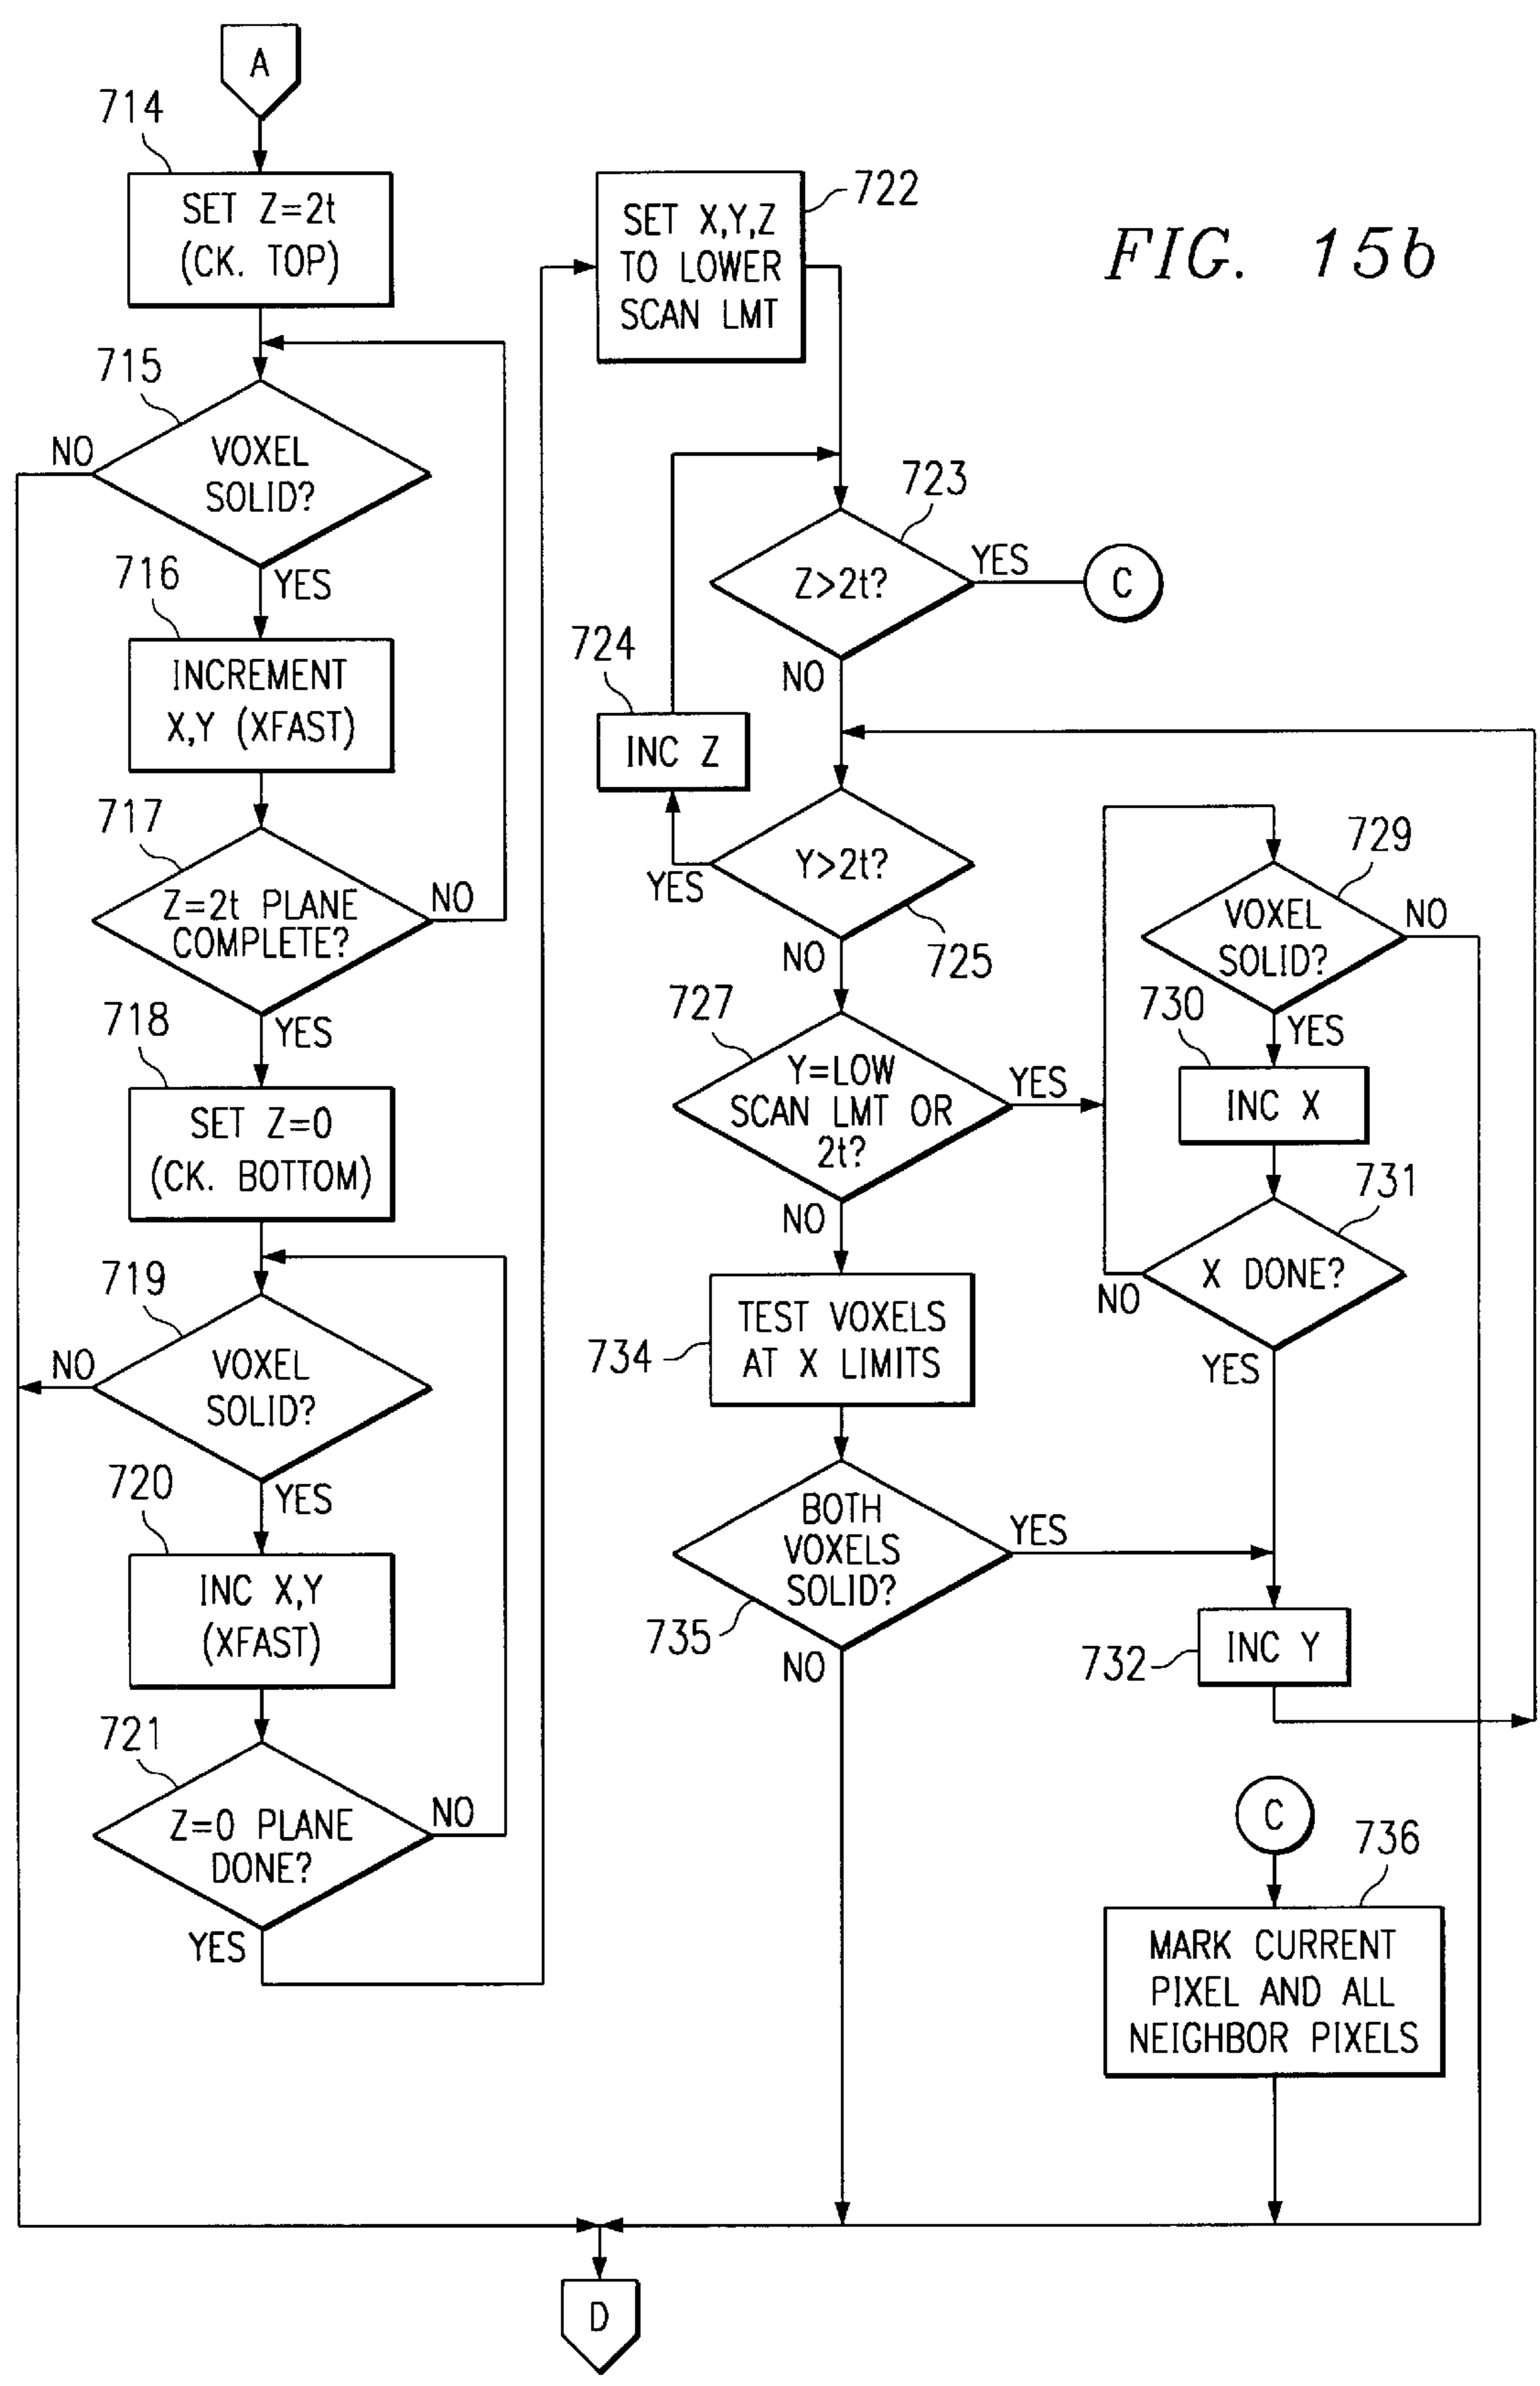 A
714
SET Z=2t
(CK. TOP)
715
VOXEL
SOLID?
NO
YES
716
INCREMENT
X,Y (XFAST)
717
Z=2t PLANE
COMPLETE?
NO
YES
718
SET Z=0
(CK. BOTTOM)
719
VOXEL
SOLID?
NO
YES
720
INC X,Y
(XFAST)
721
Z=0 PLANE
DONE?
NO
YES
722
SET X,Y,Z
TO LOWER
SCAN LMT
FIG. 15b
723
Z>2t?
YES
C
NO
724
INC Z
Y>2t?
YES
725
NO
727
Y=LOW
SCAN LMT OR
2t?
YES
NO
729
VOXEL
SOLID?
NO
YES
730
INC X
731
X DONE?
NO
YES
734
TEST VOXELS
AT X LIMITS
BOTH
VOXELS
SOLID?
YES
735
NO
732
INC Y
C
736
MARK CURRENT
PIXEL AND ALL
NEIGHBOR PIXELS
D